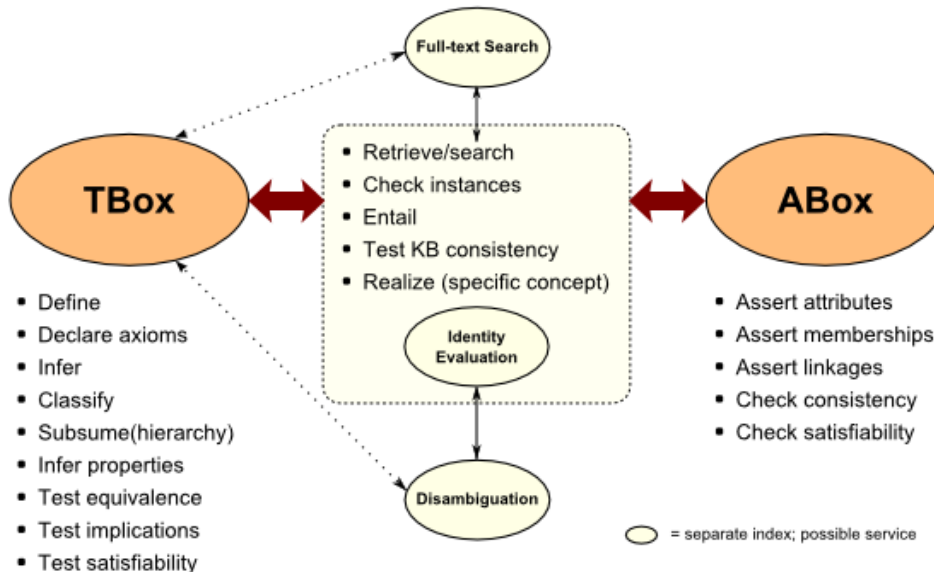 Full-text Search
TBox
▪ Retrieve/search
▪ Check instances
▪ Entail
▪ Test KB consistency
▪ Realize (specific concept)
Identity
Evaluation
ABox
▪ Define
▪ Declare axioms
▪ Infer
▪ Classify
▪ Subsume(hierarchy)
▪ Infer properties
▪ Test equivalence
▪ Test implications
▪ Test satisfiability
▪ Assert attributes
▪ Assert memberships
▪ Assert linkages
▪ Check consistency
▪ Check satisfiability
Disambiguation
= separate index; possible service